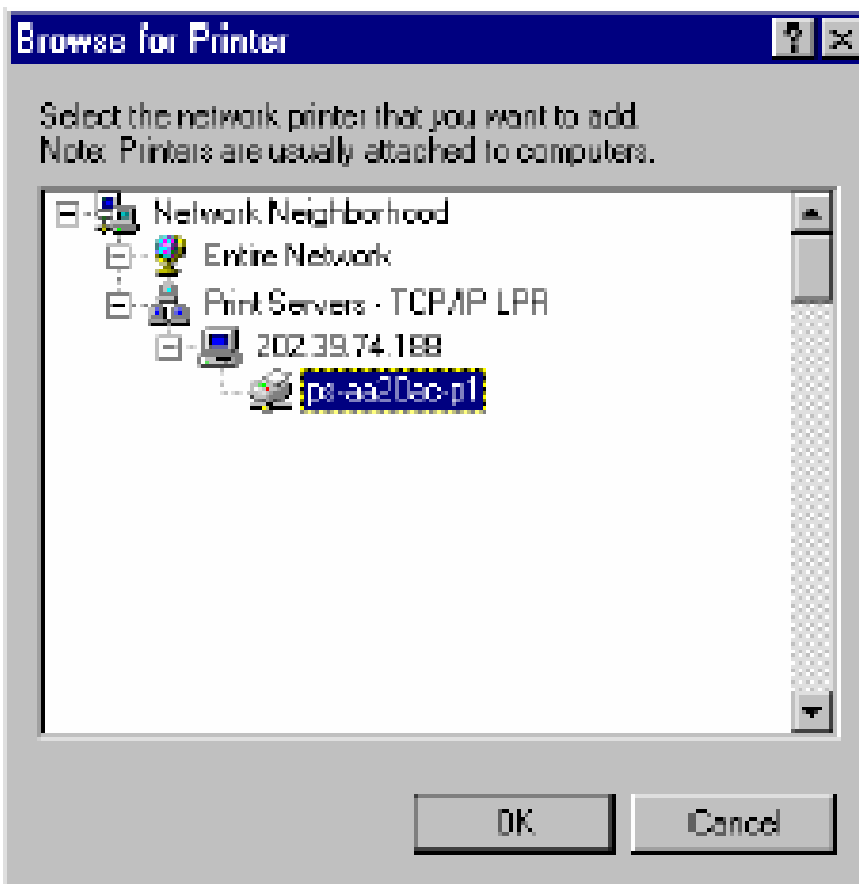 Browse for Printer
Select the network printer that you want to add.
Note: Printers are usually attached to computers.
Network Neighborhood
Entire Network
Print Servers - TCP/IP LPR
202.39.74.188
ps-aa20ac-p1
OK
Cancel